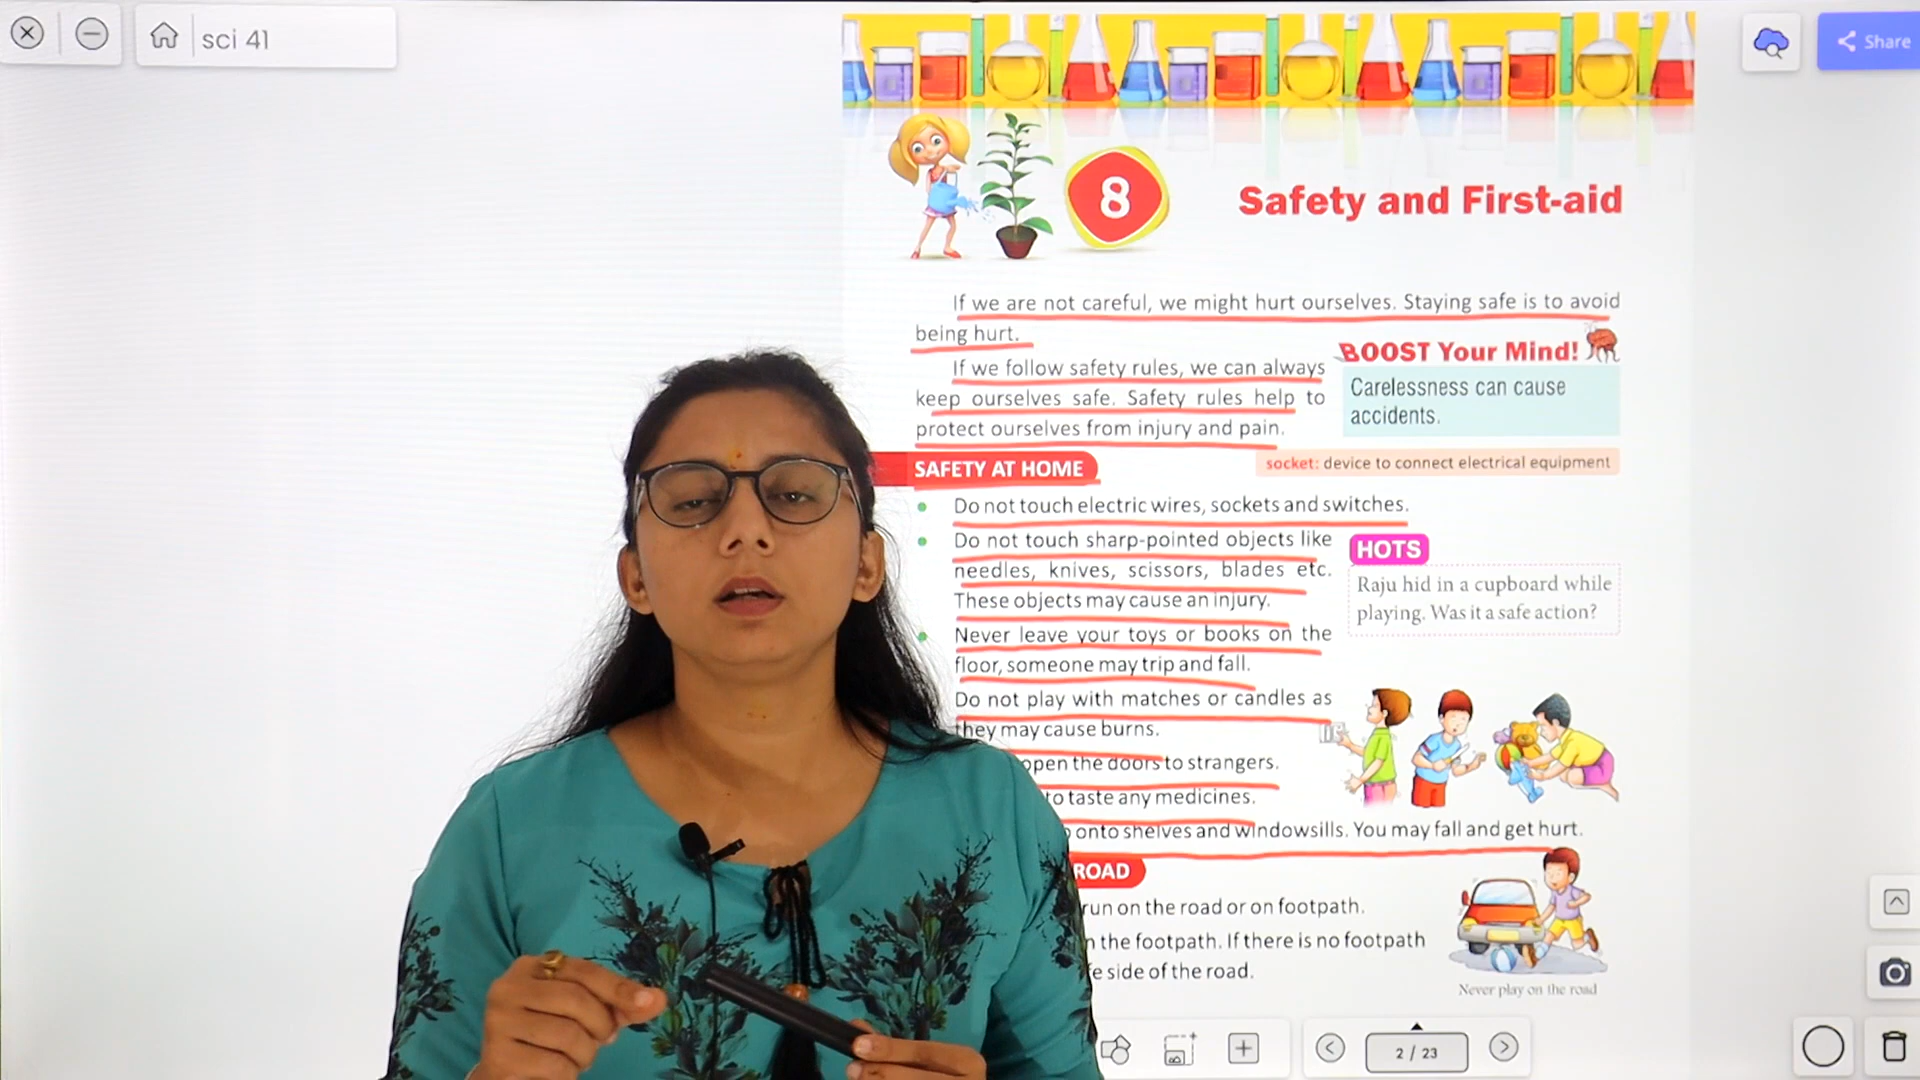 sci 41
Share
8
Safety and First-aid
If we are not careful, we might hurt ourselves. Staying safe is to avoid
being hurt.
BOOST Your Mind!
If we follow safety rules, we can always
keep ourselves safe. Safety rules help to
protect ourselves from injury and pain.
Carelessness can cause
accidents.
SAFETY AT HOME
socket: device to connect electrical equipment
Do not touch electric wires, sockets and switches.
Do not touch sharp-pointed objects like
needles, knives, scissors, blades etc.
These objects may cause an injury.
HOTS
Raju hid in a cupboard while
playing. Was it a safe action?
Never leave your toys or books on the
floor, someone may trip and fall.
Do not play with matches or candles as
they may cause burns.
open the doors to strangers.
to taste any medicines.
onto shelves and windowsills. You may fall and get hurt.
ROAD
run on the road or on footpath.
the footpath. If there is no footpath
side of the road.
Never play on the road
2 / 23